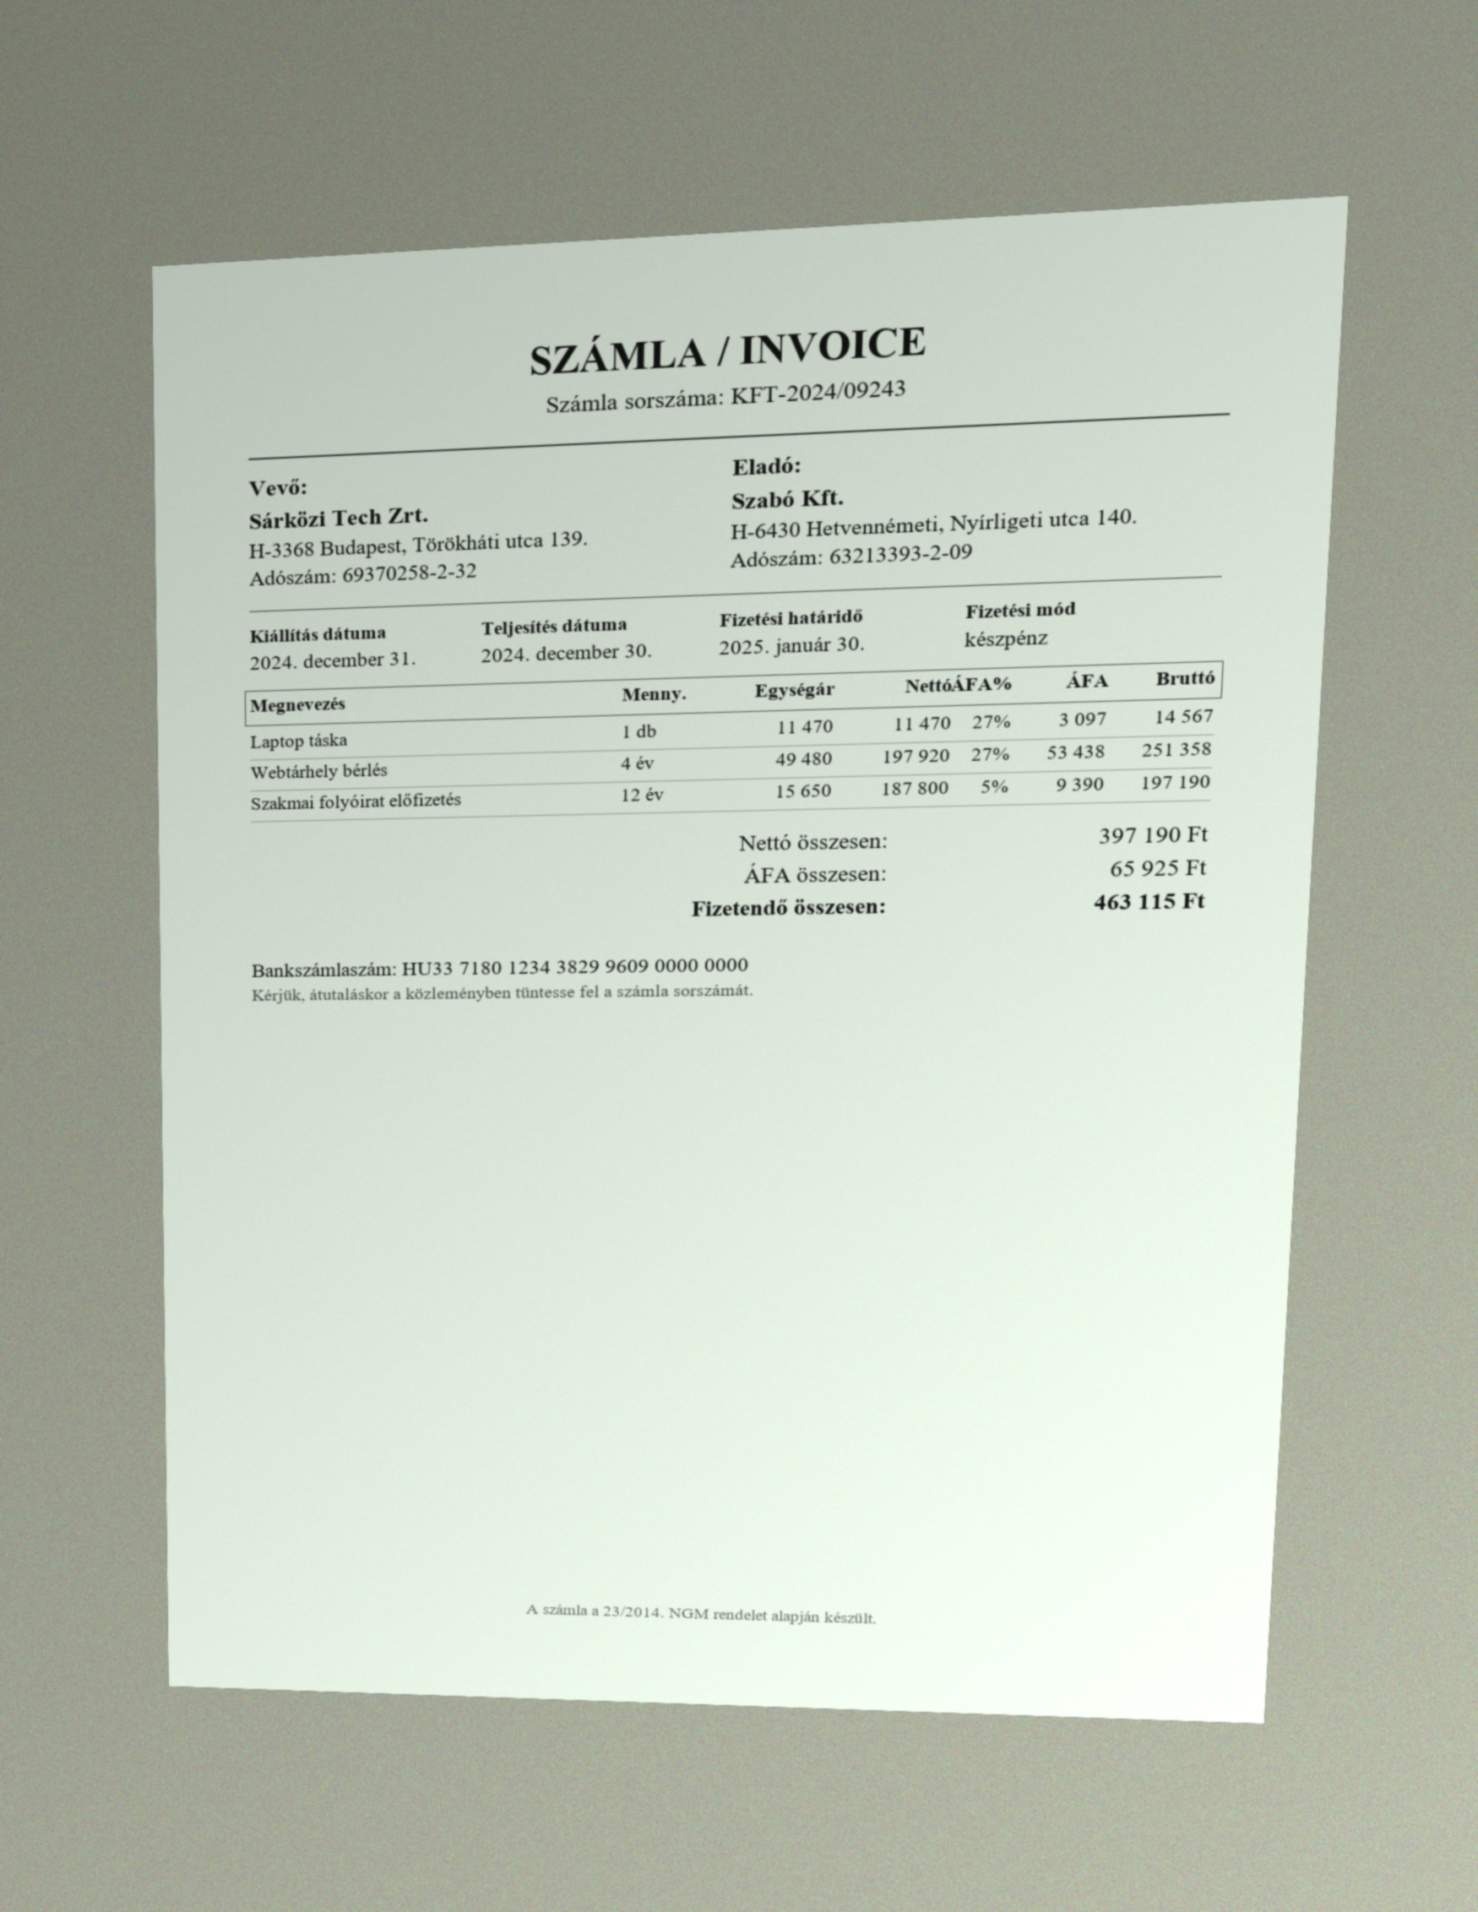 SZÁMLA / INVOICE
Számla sorszáma: KFT-2024/09243
Vevő:
Sárközi Tech Zrt.
H-3368 Budapest, Törökháti utca 139.
Adószám: 69370258-2-32
Eladó:
Szabó Kft.
H-6430 Hetvennémeti, Nyírligeti utca 140.
Adószám: 63213393-2-09
Kiállítás dátuma Teljesítés dátuma Fizetési határidő Fizetési mód
2024. december 31. 2024. december 30. 2025. január 30. készpénz
Megnevezés Menny. Egységár Nettó ÁFA% ÁFA Bruttó
Laptop táska 1 db 11 470 11 470 27% 3 097 14 567
Webtárhely bérlés 4 év 49 480 197 920 27% 53 438 251 358
Szakmai folyóirat előfizetés 12 év 15 650 187 800 5% 9 390 197 190
Nettó összesen: 397 190 Ft
ÁFA összesen: 65 925 Ft
Fizetendő összesen: 463 115 Ft
Bankszámlaszám: HU33 7180 1234 3829 9609 0000 0000
Kérjük, átutaláskor a közleményben tüntesse fel a számla sorszámát.
A számla a 23/2014. NGM rendelet alapján készült.